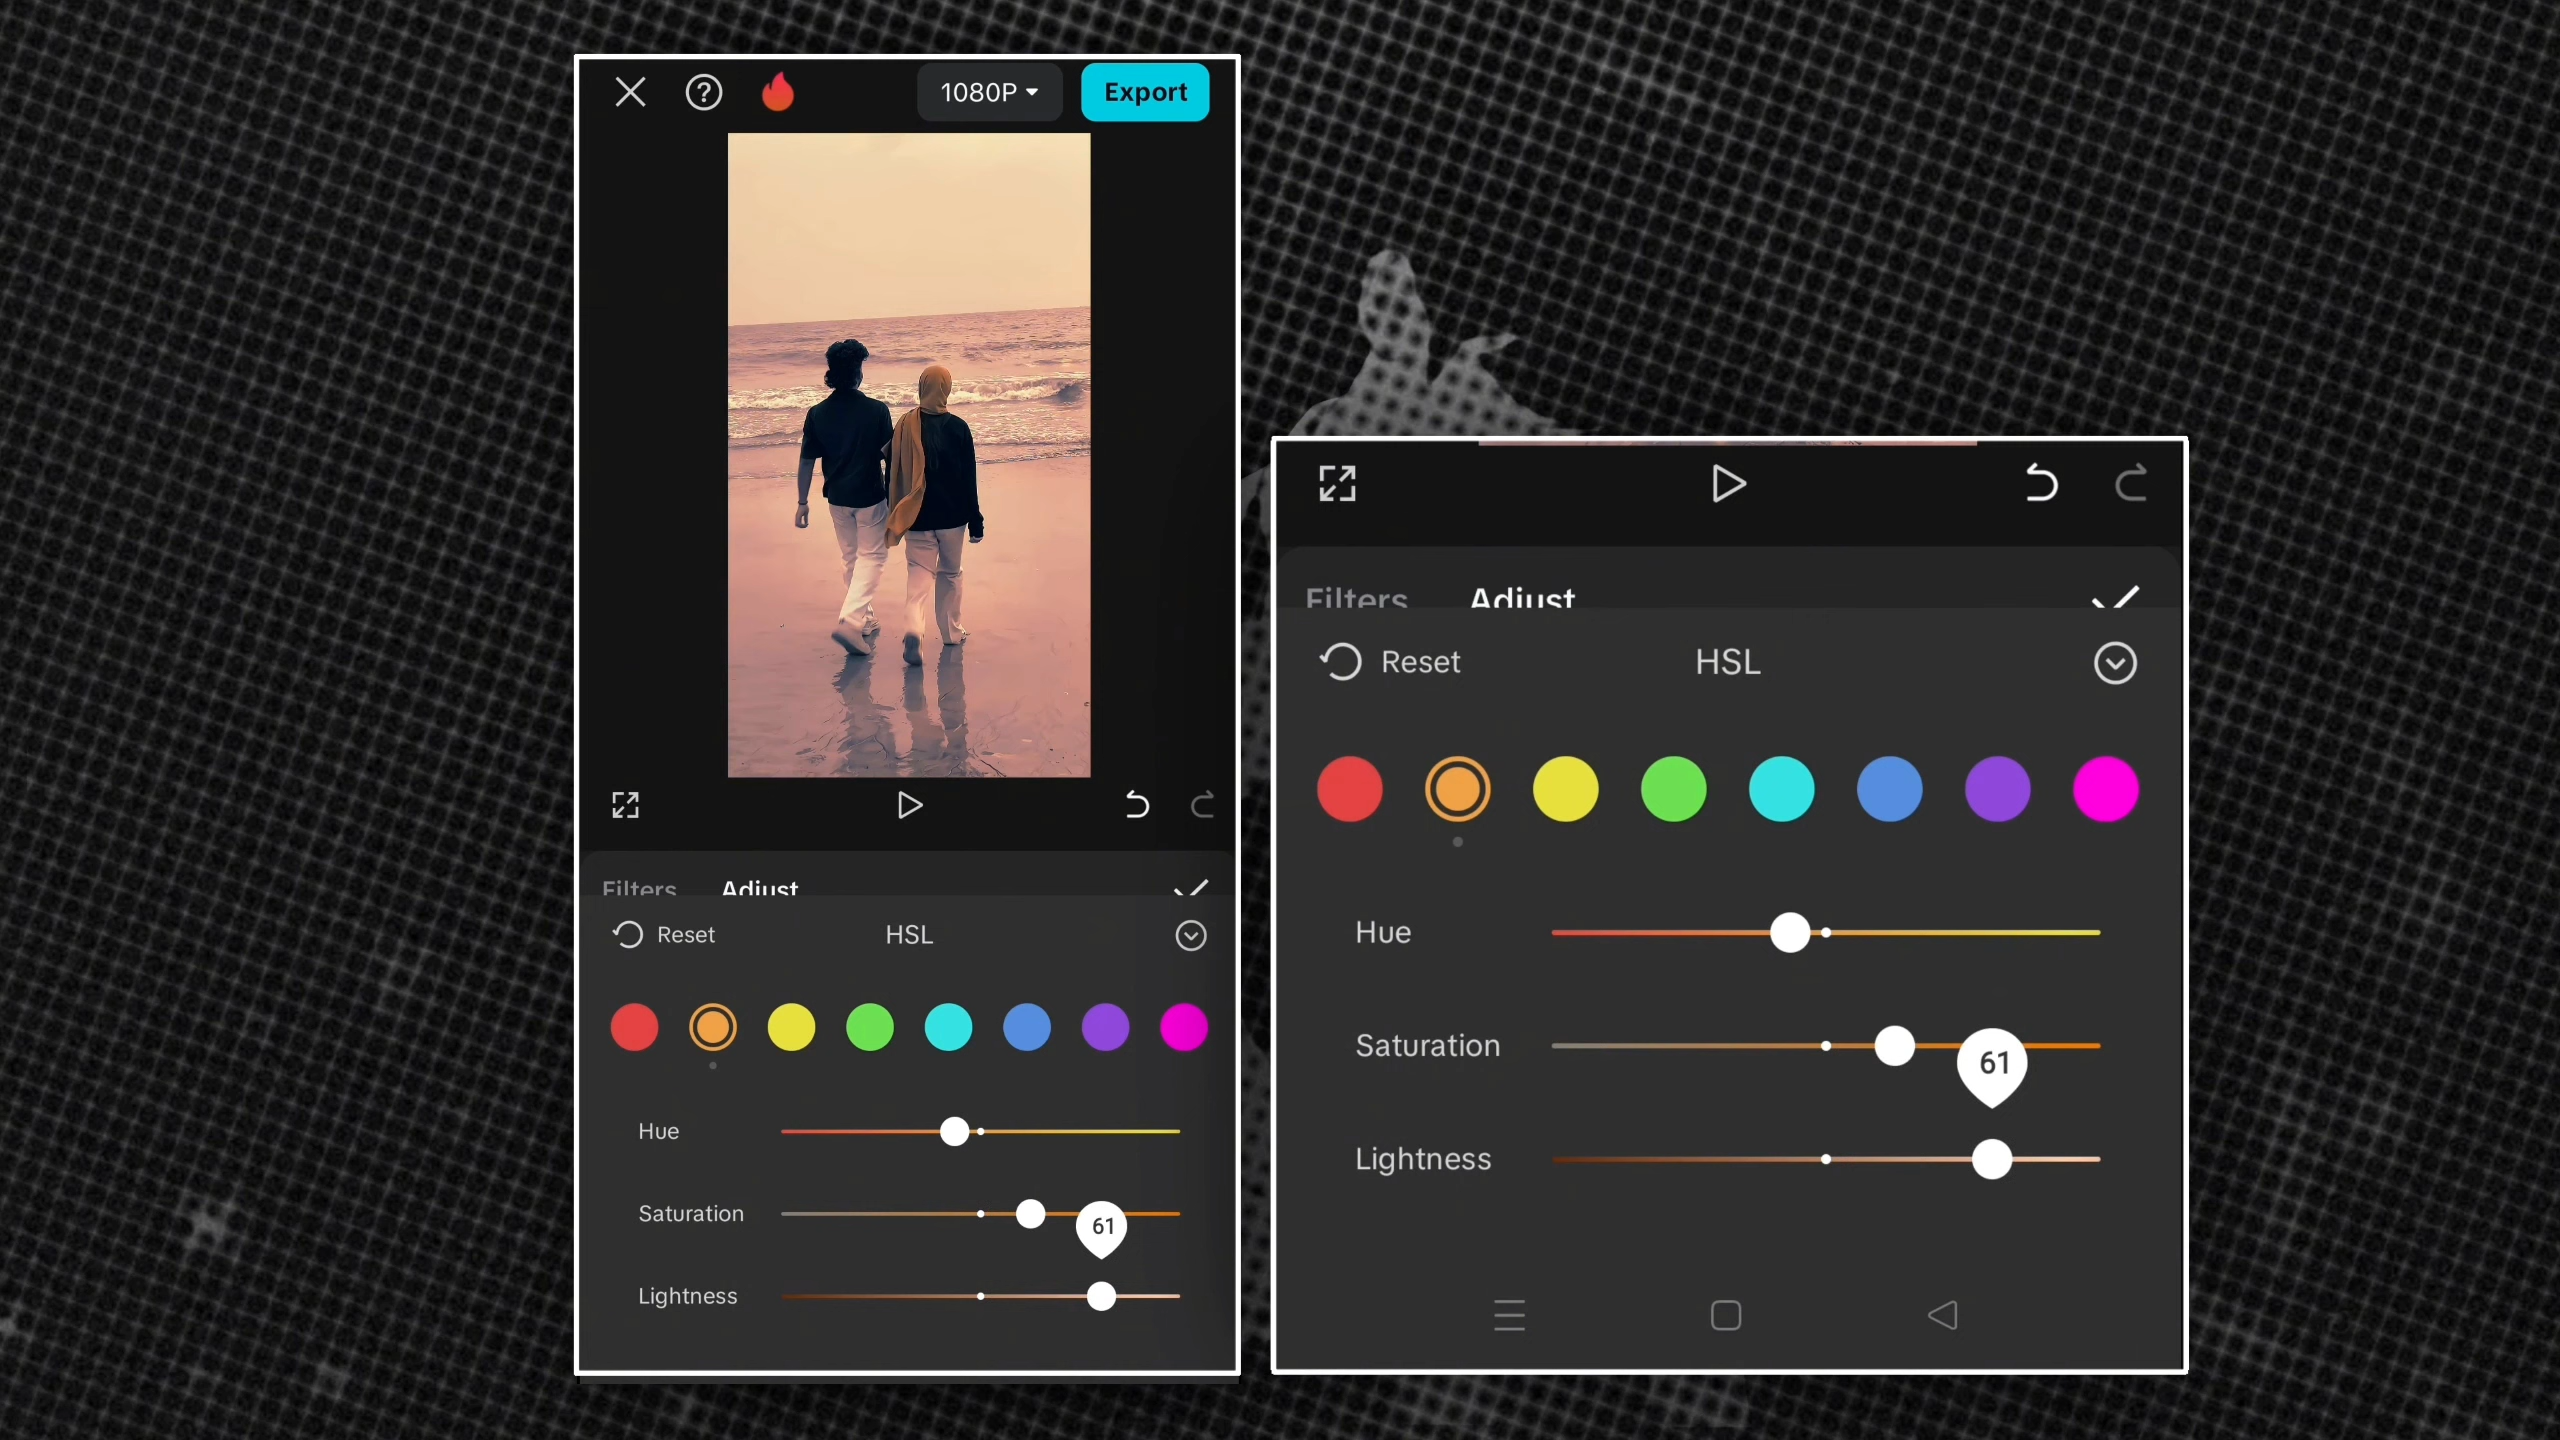 1080P
Export
Filters
Adjust
Reset
HSL
Hue
Saturation
61
Lightness
Filters
Adjust
Reset
HSL
Hue
Saturation
61
Lightness